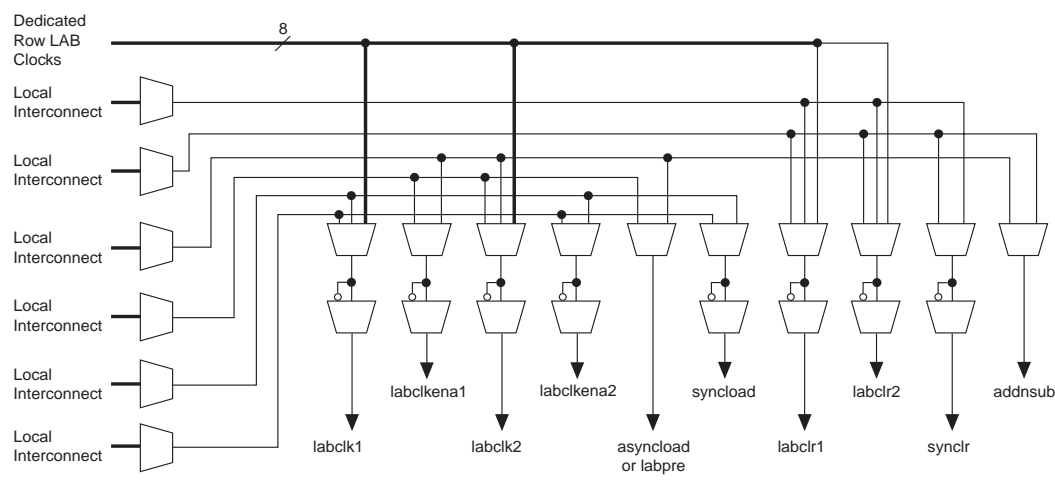 Dedicated
Row LAB
Clocks
8
Local
Interconnect
Local
Interconnect
Local
Interconnect
Local
Interconnect
Local
Interconnect
Local
Interconnect
labclkena1
labclkena2
syncload
labclr2
addnsub
labclk1
labclk2
asyncload
or labpre
labclr1
synclr